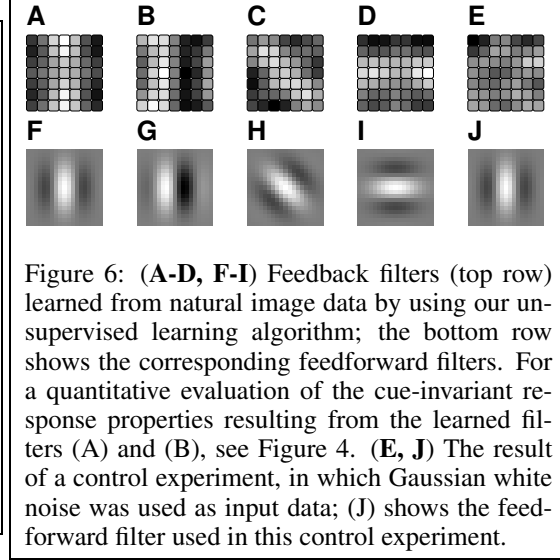 A B C D E
F G H I J
Figure 6: (A-D, F-I) Feedback filters (top row)
learned from natural image data by using our un-
supervised learning algorithm; the bottom row
shows the corresponding feedforward filters. For
a quantitative evaluation of the cue-invariant re-
sponse properties resulting from the learned fil-
ters (A) and (B), see Figure 4. (E, J) The result
of a control experiment, in which Gaussian white
noise was used as input data; (J) shows the feed-
forward filter used in this control experiment.